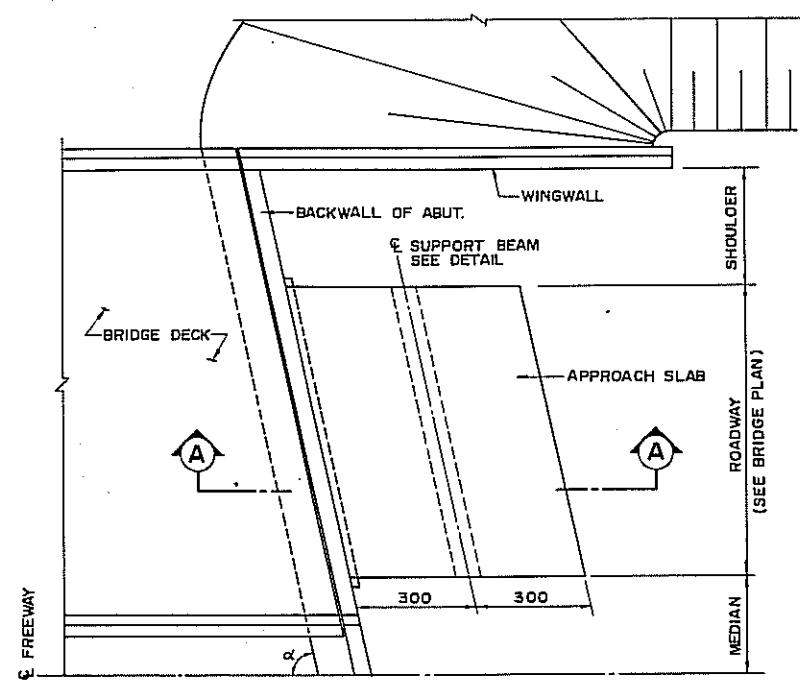 WINGWALL
BACKWALL OF ABUT.
℄ SUPPORT BEAM
SEE DETAIL
SHOULDER
BRIDGE DECK
APPROACH SLAB
ROADWAY
(SEE BRIDGE PLAN)
A
A
300
300
MEDIAN
℄ FREEWAY
α